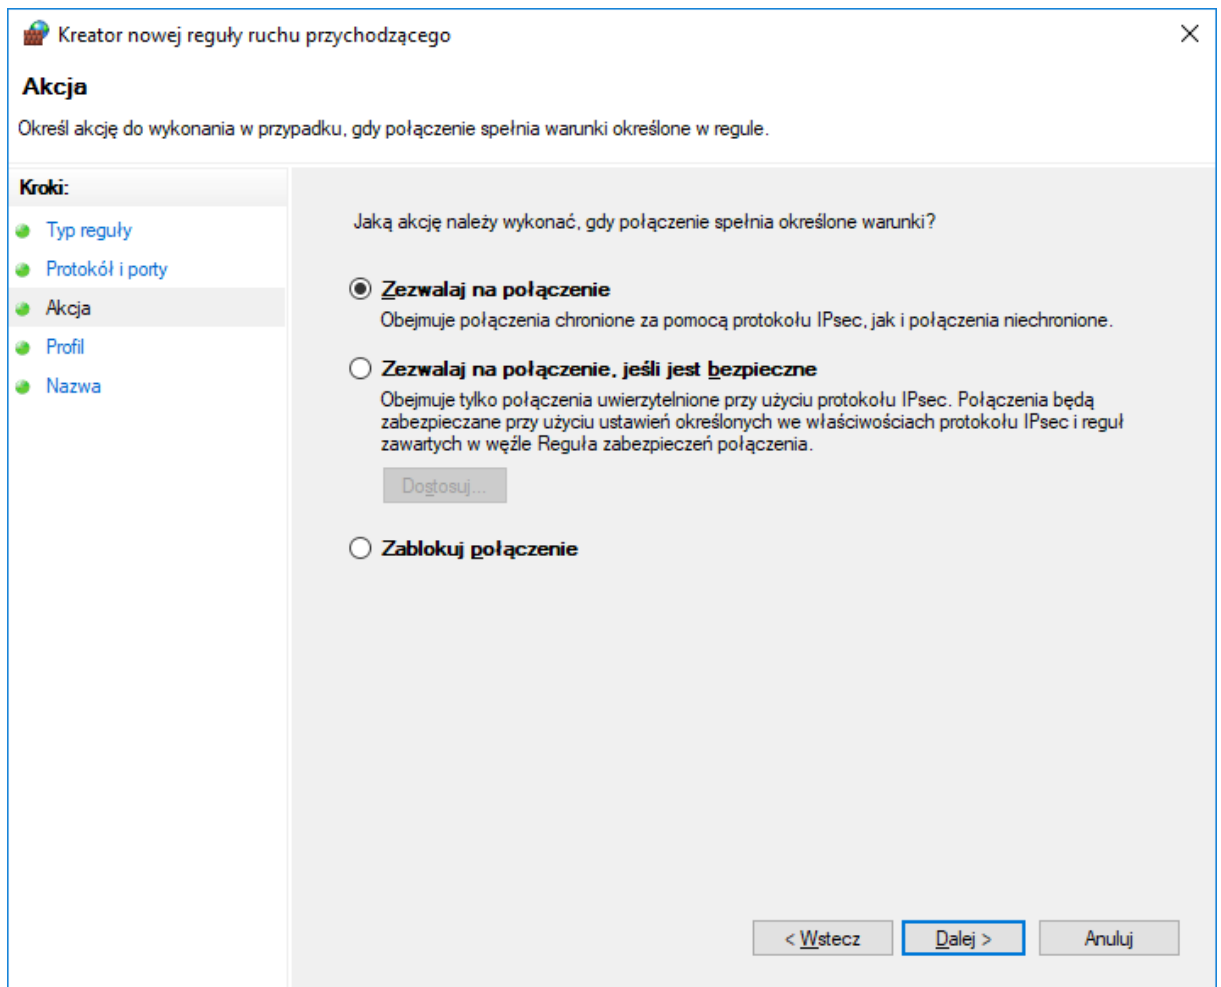 Kreator nowej reguły ruchu przychodzącego
Akcja
Określ akcję do wykonania w przypadku, gdy połączenie spełnia warunki określone w regule.
Kroki:
Typ reguły
Protokół i porty
Akcja
Profil
Nazwa
Jaką akcję należy wykonać, gdy połączenie spełnia określone warunki?
Zezwalaj na połączenie
Obejmuje połączenia chronione za pomocą protokołu IPsec, jak i połączenia niechronione.
Zezwalaj na połączenie, jeśli jest bezpieczne
Obejmuje tylko połączenia uwierzytelnione przy użyciu protokołu IPsec. Połączenia będą
zabezpieczane przy użyciu ustawień określonych we właściwościach protokołu IPsec i reguł
zawartych w węźle Reguła zabezpieczeń połączenia.
Dostosuj...
Zablokuj połączenie
< Wstecz
Dalej >
Anuluj